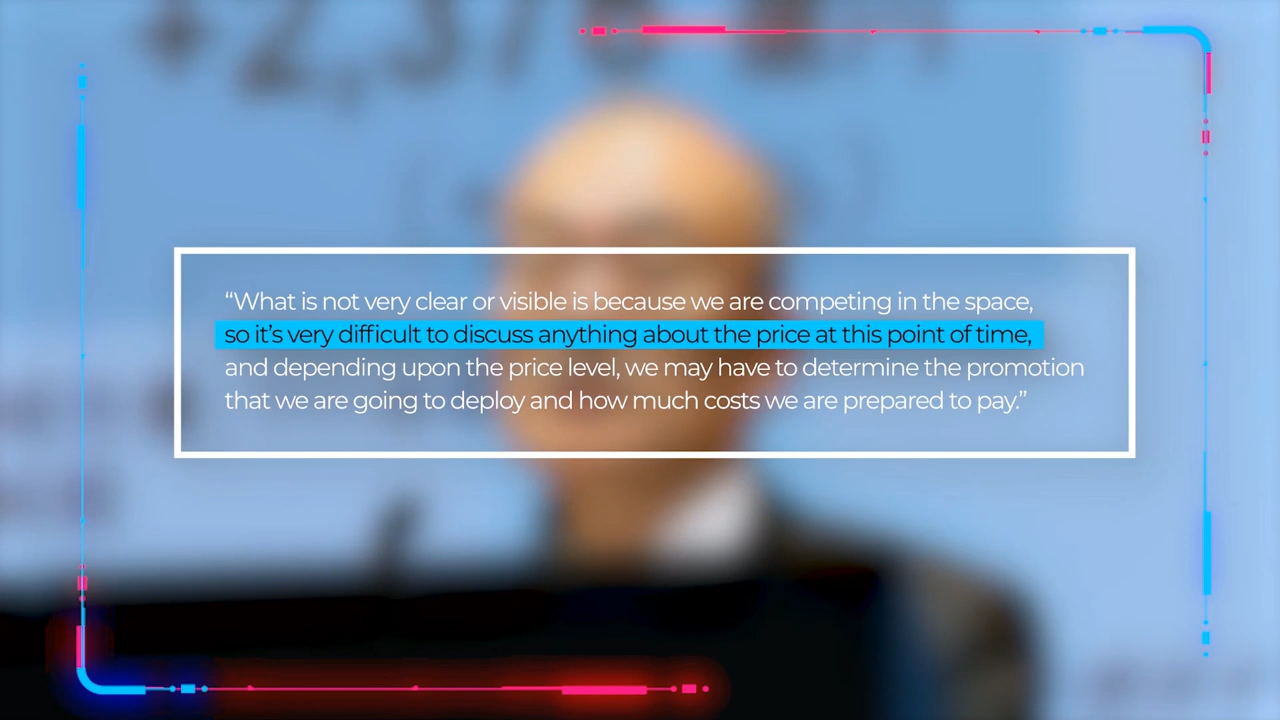 “What is not very clear or visible is because we are competing in the space,
so it’s very difficult to discuss anything about the price at this point of time,
and depending upon the price level, we may have to determine the promotion
that we are going to deploy and how much costs we are prepared to pay.”